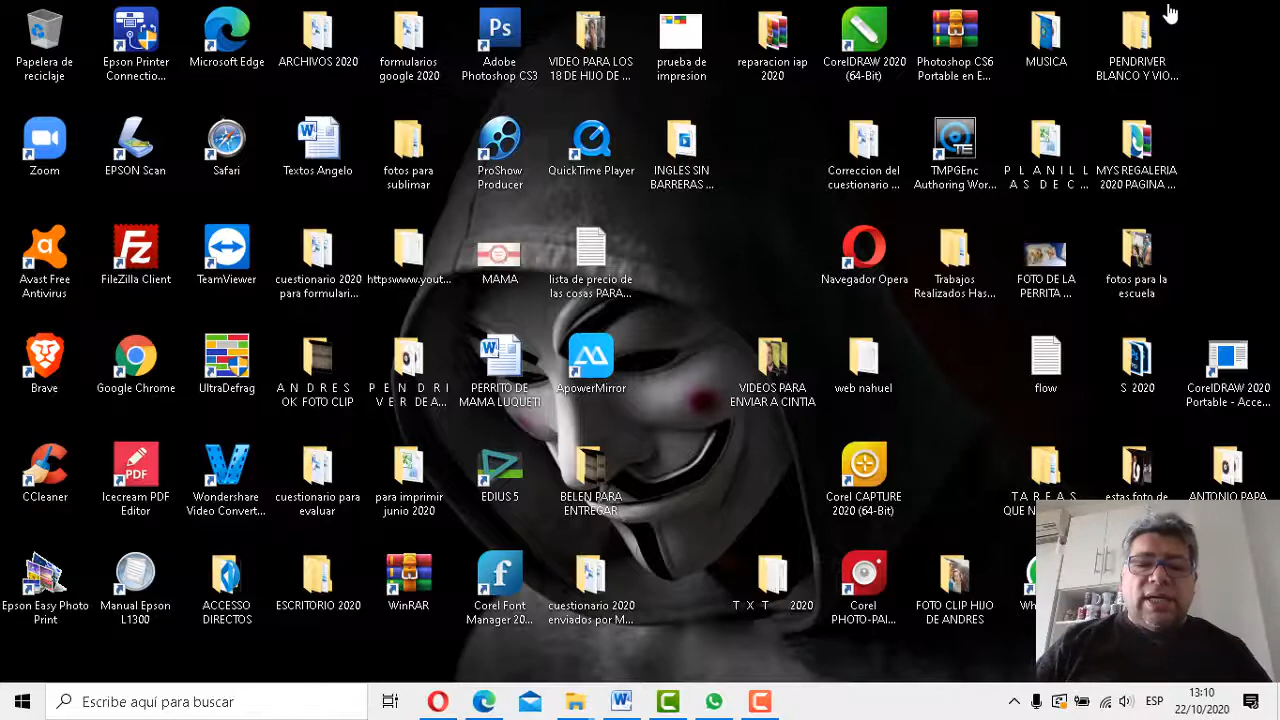 Papelera de
reciclaje
Epson Printer
Connectio...
Microsoft Edge
ARCHIVOS 2020
formularios
google 2020
Ps
Adobe
Photoshop CS3
VIDEO PARA LOS
18 DE HIJO DE ...
prueba de
impresion
reparacion iap
2020
CorelDRAW 2020
(64-Bit)
Photoshop CS6
Portable en E...
MUSICA
PENDRIVER
BLANCO Y VIO...
Zoom
EPSON Scan
Safari
Textos Angelo
fotos para
sublimar
ProShow
Producer
QuickTime Player
INGLES SIN
BARRERAS ...
Correccion del
cuestionario ...
TE
TMPGEnc
Authoring Wor...
P L A N I L L
A S D E C ...
MYS REGALERIA
2020 PAGINA ...
Avast Free
Antivirus
FileZilla Client
TeamViewer
cuestionario 2020
para formulari...
httpswww.yout...
MAMA
lista de precio de
las cosas PARA...
Navegador Opera
Trabajos
Realizados Has...
FOTO DE LA
PERRITA ...
fotos para la
escuela
Brave
Google Chrome
UltraDefrag
A N D R E S
OK FOTO CLIP
P E N D R I
V E R DE A...
PERRITO DE
MAMA LUQUETI
ApowerMirror
VIDEOS PARA
ENVIAR A CINTIA
web nahuel
flow
S 2020
CorelDRAW 2020
Portable - Acce...
CCleaner
PDF
Icecream PDF
Editor
Wondershare
Video Convert...
cuestionario para
evaluar
para imprimir
junio 2020
EDIUS 5
BELEN PARA
ENTREGAR
Corel CAPTURE
2020 (64-Bit)
T A R E A S
QUE N
estas foto de
ANTONIO PAPA
Epson Easy Photo
Print
Manual Epson
L1300
ACCESSO
DIRECTOS
ESCRITORIO 2020
WinRAR
Corel Font
Manager 20...
cuestionario 2020
enviados por M...
T X T 2020
Corel
PHOTO-PAI...
FOTO CLIP HIJO
DE ANDRES
Wh
Escribe aquí para buscar
ESP
13:10
22/10/2020